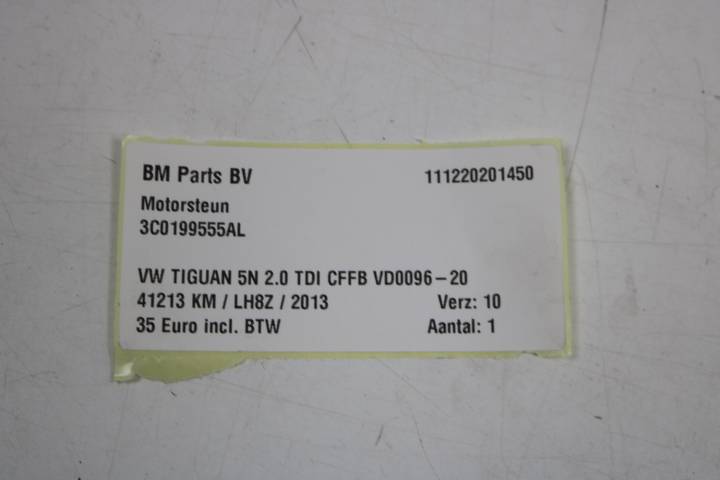 BM Parts BV 111220201450
Motorsteun
3C0199555AL
VW TIGUAN 5N 2.0 TDI CFFB VD0096-20
41213 KM / LH8Z / 2013 Verz: 10
35 Euro incl. BTW Aantal: 1